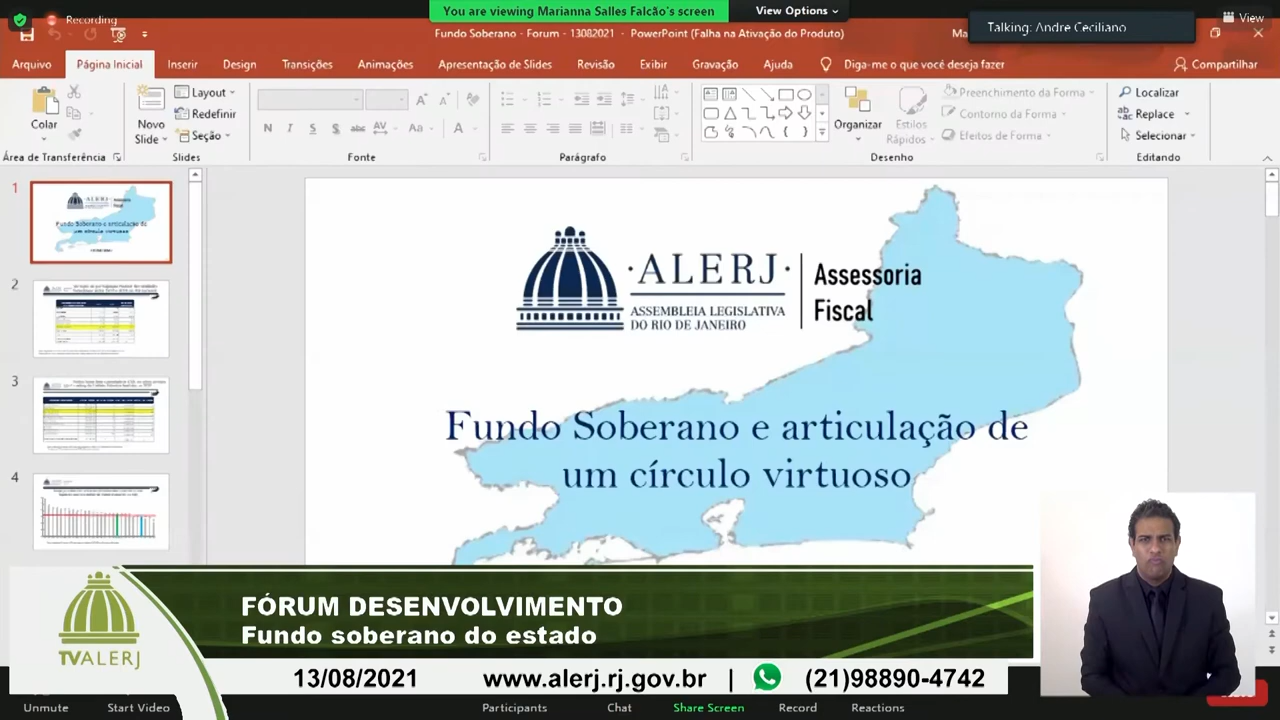 Recording
You are viewing Marianna Salles Falcão's screen
View Options
Talking: Andre Ceciliano
View
Fundo Soberano - Forum - 13082021 - PowerPoint (Falha na Ativação do Produto)
Arquivo
Página Inicial
Inserir
Design
Transições
Animações
Apresentação de Slides
Revisão
Exibir
Gravação
Ajuda
Diga-me o que você deseja fazer
Compartilhar
Colar
Novo
Slide
Layout
Redefinir
Seção
Organizar
Estilos
Rápidos
Preenchimento da Forma
Contorno da Forma
Efeitos de Forma
Localizar
Replace
Selecionar
Área de Transferência
Slides
Fonte
Parágrafo
Desenho
Editando
1
2
3
4
ALERJ
ASSEMBLEIA LEGISLATIVA
DO RIO DE JANEIRO
Assessoria
Fiscal
Fundo Soberano e articulação de
um círculo virtuoso
TVALERJ
FÓRUM DESENVOLVIMENTO
Fundo soberano do estado
13/08/2021 www.alerj.rj.gov.br | (21)98890-4742
Unmute
Start Video
Participants
Chat
Share Screen
Record
Reactions